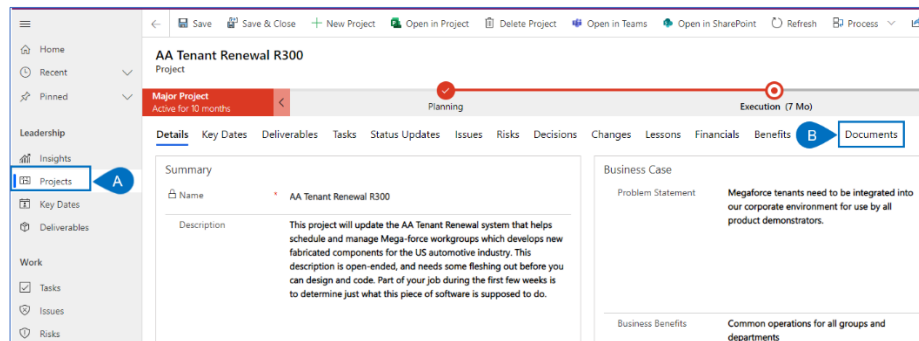 Save
Save & Close
New Project
Open in Project
Delete Project
Open in Teams
Open in SharePoint
Refresh
Process
Home
Recent
Pinned
Leadership
Insights
Projects
A
Key Dates
Deliverables
Work
Tasks
Issues
Risks
AA Tenant Renewal R300
Project
Major Project
Active for 10 months
Planning
Execution (7 Mo)
Details
Key Dates
Deliverables
Tasks
Status Updates
Issues
Risks
Decisions
Changes
Lessons
Financials
Benefits
B
Documents
Summary
Name
*
AA Tenant Renewal R300
Description
This project will update the AA Tenant Renewal system that helps
schedule and manage Mega-force workgroups which develops new
fabricated components for the US automotive industry. This
description is open-ended, and needs some fleshing out before you
can design and code. Part of your job during the first few weeks is
to determine just what this piece of software is supposed to do.
Business Case
Problem Statement
Megaforce tenants need to be integrated into
our corporate environment for use by all
product demonstrators.
Business Benefits
Common operations for all groups and
departments